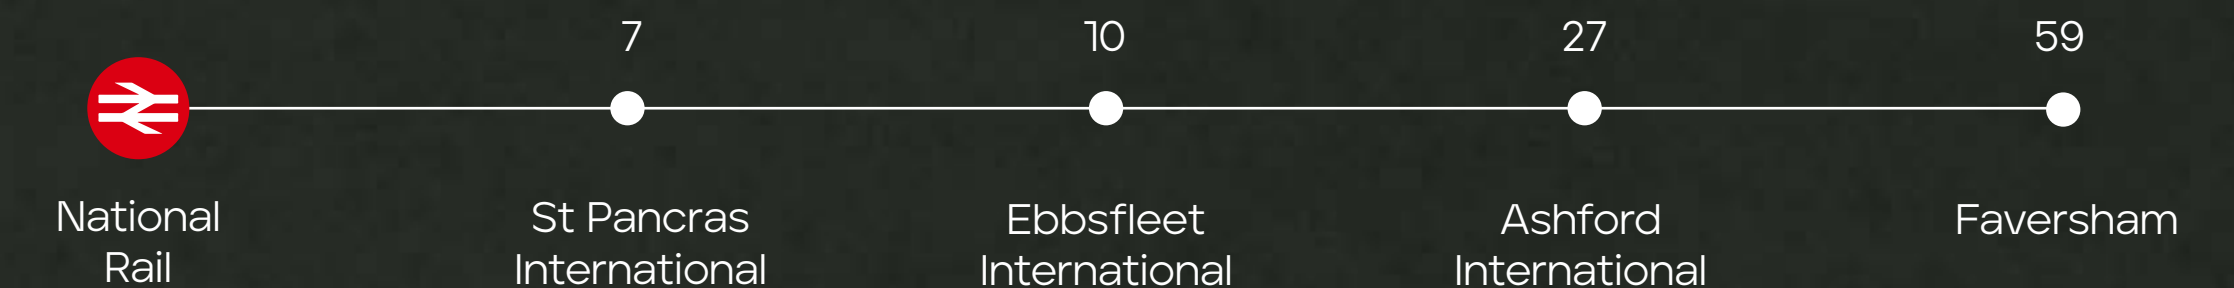 7
10
27
59
National
Rail
St Pancras
International
Ebbsfleet
International
Ashford
International
Faversham